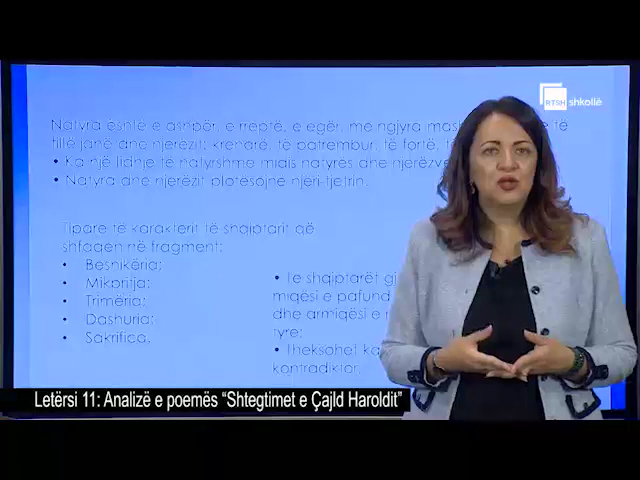 RTSH shkollë
Natyra është e ashpër, e rreptë, e egër, me ngjyra të
tillë janë dhe njerëzit: krenarë, të patrembur, të fortë,
• Ka një lidhje të natyrshme midis natyrës dhe
• Natyra dhe njerëzit plotësojnë njëri-tjetrin.
Tipare të karakterit të shqiptarit që
shfaqen në fragment:
• Besnikëria;
• Mikpritja;
• Trimëria;
• Dashuria;
• Sakrifica.
• Te shqiptarët
miqësi e pafund
dhe armiqësi e
tyre;
• Theksohet
kontradiktor.
Letërsi 11: Analizë e poemës “Shtegtimet e Çajld Haroldit”